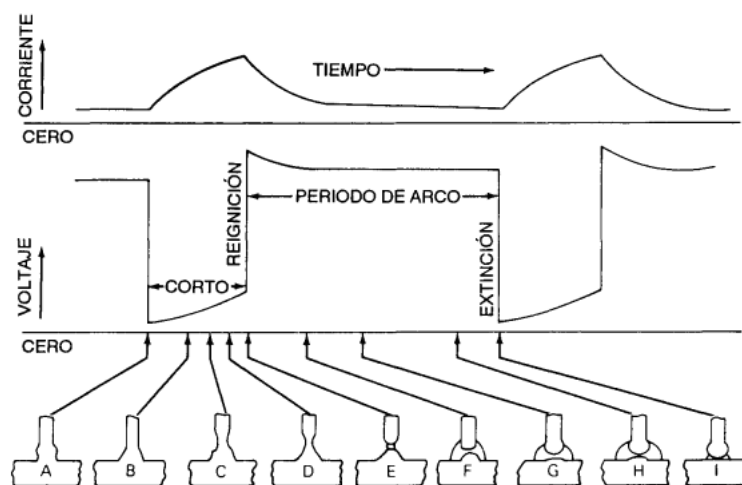 CORRIENTE
TIEMPO
CERO
REIGNICIÓN
PERIODO DE ARCO
EXTINCIÓN
VOLTAJE
CORTO
CERO
A B C D E F G H I